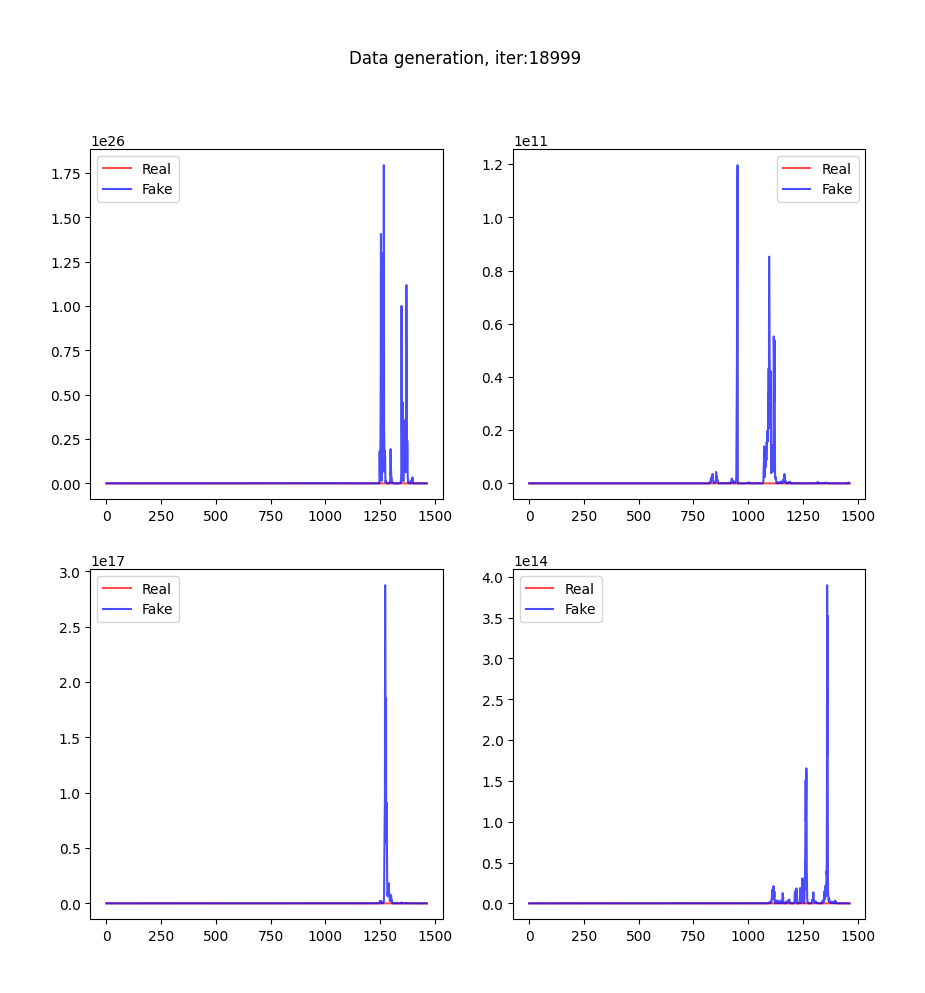 Data generation, iter:18999
1e26
Real
Fake
1.75
1.50
1.25
1.00
0.75
0.50
0.25
0.00
0 250 500 750 1000 1250 1500
1e11
Real
Fake
1.2
1.0
0.8
0.6
0.4
0.2
0.0
0 250 500 750 1000 1250 1500
1e17
Real
Fake
3.0
2.5
2.0
1.5
1.0
0.5
0.0
0 250 500 750 1000 1250 1500
1e14
Real
Fake
4.0
3.5
3.0
2.5
2.0
1.5
1.0
0.5
0.0
0 250 500 750 1000 1250 1500